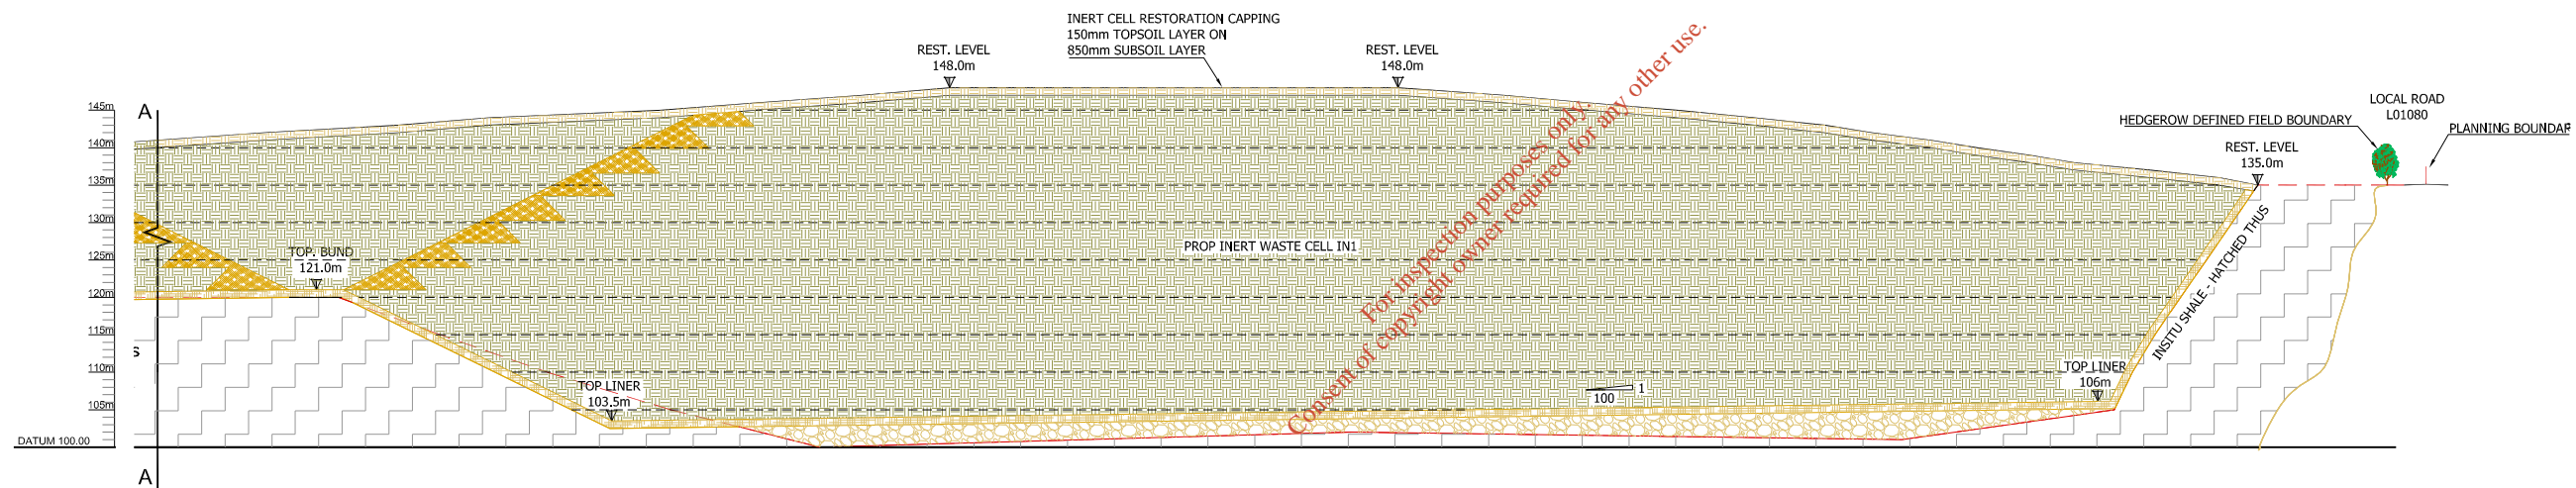 INERT CELL RESTORATION CAPPING
150mm TOPSOIL LAYER ON
850mm SUBSOIL LAYER
REST. LEVEL
148.0m
REST. LEVEL
148.0m
For inspection purposes only.
Consent of copyright owner required for any other use.
LOCAL ROAD
L01080
HEDGEROW DEFINED FIELD BOUNDARY
PLANNING BOUNDAR
REST. LEVEL
135.0m
A
145m
140m
135m
130m
125m
120m
115m
110m
105m
DATUM 100.00
A
S
TOP. BUND
121.0m
PROP INERT WASTE CELL IN1
INSITU SHALE - HATCHED THUS
TOP LINER
103.5m
1
100
TOP LINER
106m